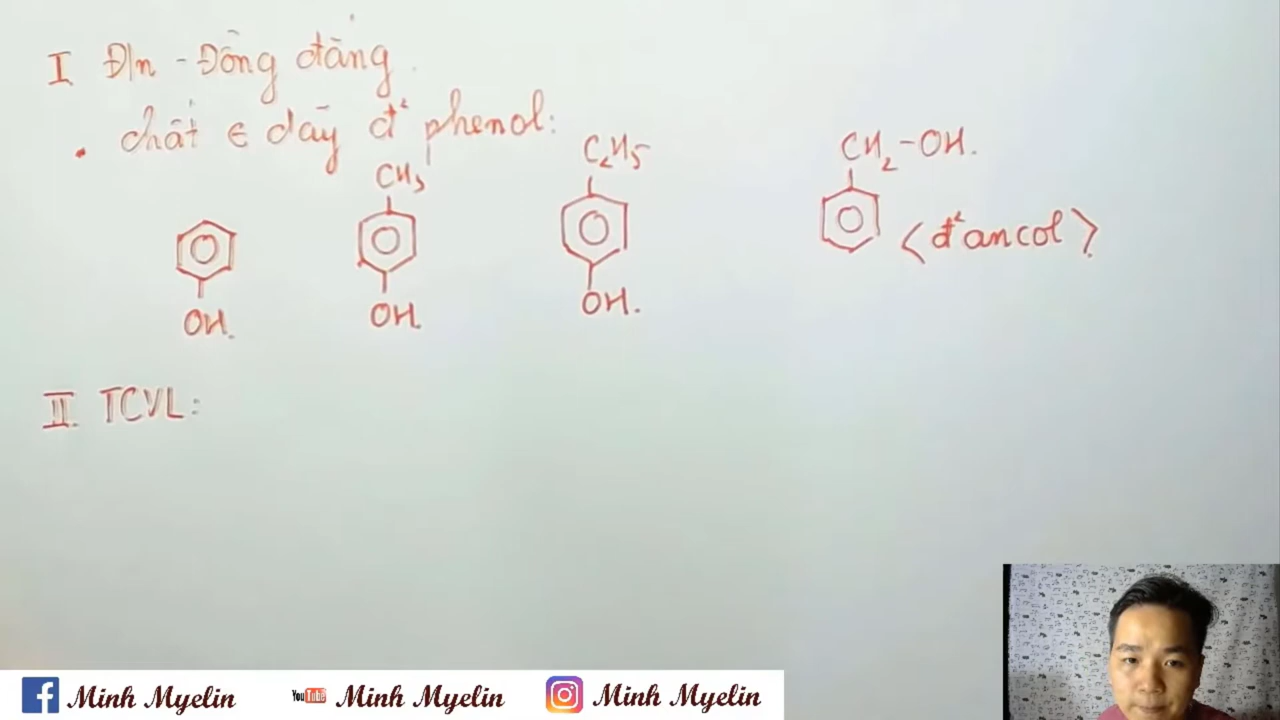 I Đ/n - Đồng đẳng.
. chất ∈ dãy đ² phenol:
CH₃
C₂H₅
CH₂-OH.
<đ² ancol>
OH.
OH.
OH.
II. TCVL:
Minh Myelin
YouTube Minh Myelin
Minh Myelin